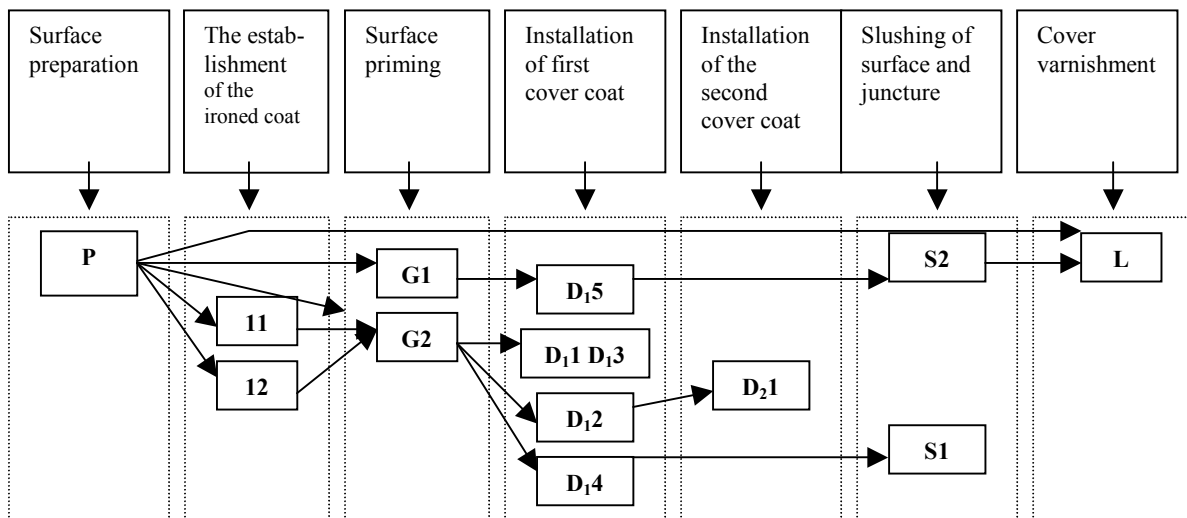 Surface
preparation
The estab-
lishment
of the
ironed coat
Surface
priming
Installation
of first
cover coat
Installation
of the
second
cover coat
Slushing of
surface and
juncture
Cover
varnishment
P
G1
S2
L
D₁5
11
G2
D₁1 D₁3
12
D₂1
D₁2
S1
D₁4